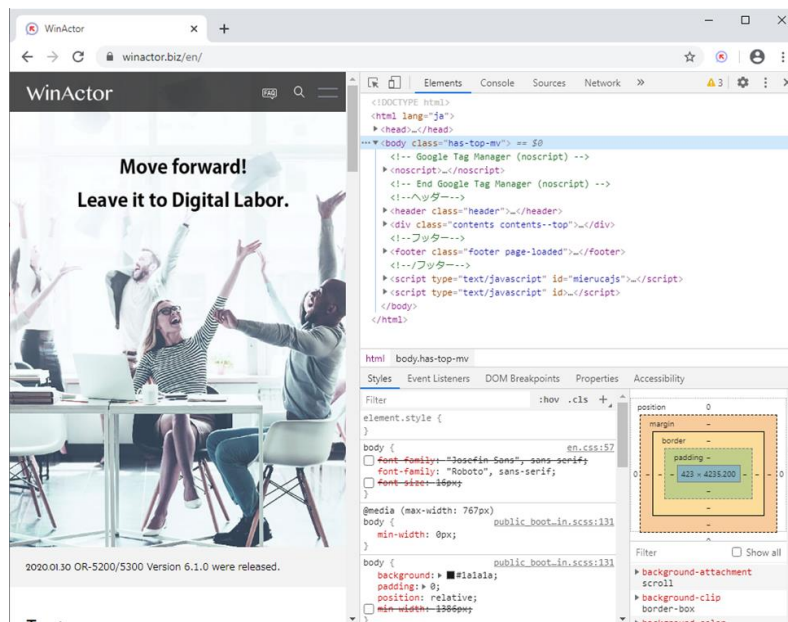 WinActor
winactor.biz/en/
WinActor
FAQ
Move forward!
Leave it to Digital Labor.
2020.01.30 OR-5200/5300 Version 6.1.0 were released.
Elements Console Sources Network » 3
<!DOCTYPE html>
<html lang="ja">
<head>…</head>
<body class="has-top-mv"> == $0
<!-- Google Tag Manager (noscript) -->
<noscript>…</noscript>
<!-- End Google Tag Manager (noscript) -->
<!--ヘッダー-->
<header class="header">…</header>
<div class="contents contents--top">…</div>
<!--フッター-->
<footer class="footer page-loaded">…</footer>
<!--/フッター-->
<script type="text/javascript" id="mierucajs">…</script>
<script type="text/javascript" id>…</script>
</body>
</html>
html body.has-top-mv
Styles Event Listeners DOM Breakpoints Properties Accessibility
Filter :hov .cls +
element.style {
}
body { en.css:57
font-family: "Josefin Sans", sans-serif;
font-family: "Roboto", sans-serif;
font-size: 16px;
}
@media (max-width: 767px)
body { public_boot…in.scss:131
min-width: 0px;
}
body { public_boot…in.scss:131
background: #1a1a1a;
padding: 0;
position: relative;
min-width: 1386px;
position 0
margin -
border -
padding -
0 - - - 423 × 4235.200 - - - 0
-
-
-
Filter Show all
background-attachment
scroll
background-clip
border-box